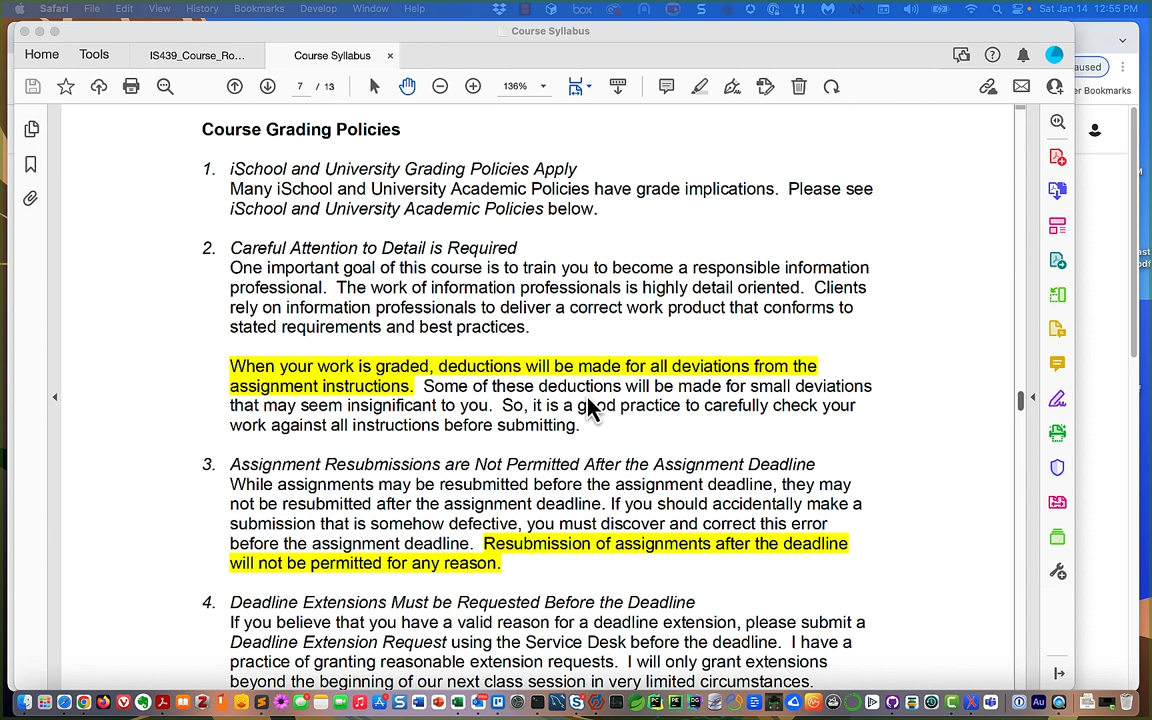 Safari File Edit View History Bookmarks Develop Window Help box Sat Jan 14 12:55 PM
Course Syllabus
Home Tools IS439_Course_Ro... Course Syllabus ×
7 / 13 136%
aused
er Bookmarks
Course Grading Policies
1. iSchool and University Grading Policies Apply
Many iSchool and University Academic Policies have grade implications. Please see
iSchool and University Academic Policies below.
2. Careful Attention to Detail is Required
One important goal of this course is to train you to become a responsible information
professional. The work of information professionals is highly detail oriented. Clients
rely on information professionals to deliver a correct work product that conforms to
stated requirements and best practices.
When your work is graded, deductions will be made for all deviations from the
assignment instructions. Some of these deductions will be made for small deviations
that may seem insignificant to you. So, it is a good practice to carefully check your
work against all instructions before submitting.
3. Assignment Resubmissions are Not Permitted After the Assignment Deadline
While assignments may be resubmitted before the assignment deadline, they may
not be resubmitted after the assignment deadline. If you should accidentally make a
submission that is somehow defective, you must discover and correct this error
before the assignment deadline. Resubmission of assignments after the deadline
will not be permitted for any reason.
4. Deadline Extensions Must be Requested Before the Deadline
If you believe that you have a valid reason for a deadline extension, please submit a
Deadline Extension Request using the Service Desk before the deadline. I have a
practice of granting reasonable extension requests. I will only grant extensions
beyond the beginning of our next class session in very limited circumstances.